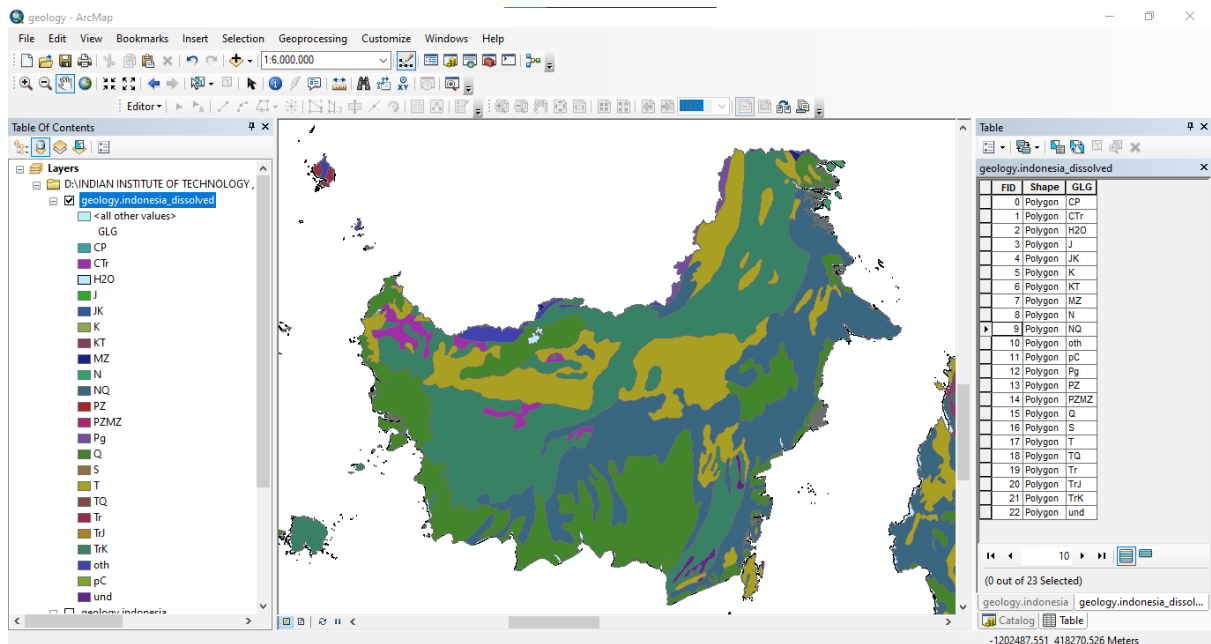 geology - ArcMap
File Edit View Bookmarks Insert Selection Geoprocessing Customize Windows Help
1:6,000,000
Editor
100%
Table Of Contents
Layers
D:\INDIAN INSTITUTE OF TECHNOLOGY ,
geology.indonesia_dissolved
<all other values>
GLG
CP
CTr
H2O
J
JK
K
KT
MZ
N
NQ
PZ
PZMZ
Pg
Q
S
T
TQ
Tr
TrJ
TrK
oth
pC
und
geology.indonesia
Table
geology.indonesia_dissolved
FID Shape GLG
0 Polygon CP
1 Polygon CTr
2 Polygon H2O
3 Polygon J
4 Polygon JK
5 Polygon K
6 Polygon KT
7 Polygon MZ
8 Polygon N
9 Polygon NQ
10 Polygon oth
11 Polygon pC
12 Polygon Pg
13 Polygon PZ
14 Polygon PZMZ
15 Polygon Q
16 Polygon S
17 Polygon T
18 Polygon TQ
19 Polygon Tr
20 Polygon TrJ
21 Polygon TrK
22 Polygon und
10
(0 out of 23 Selected)
geology.indonesia geology.indonesia_dissol...
Catalog Table
-1202487.551 418270.526 Meters